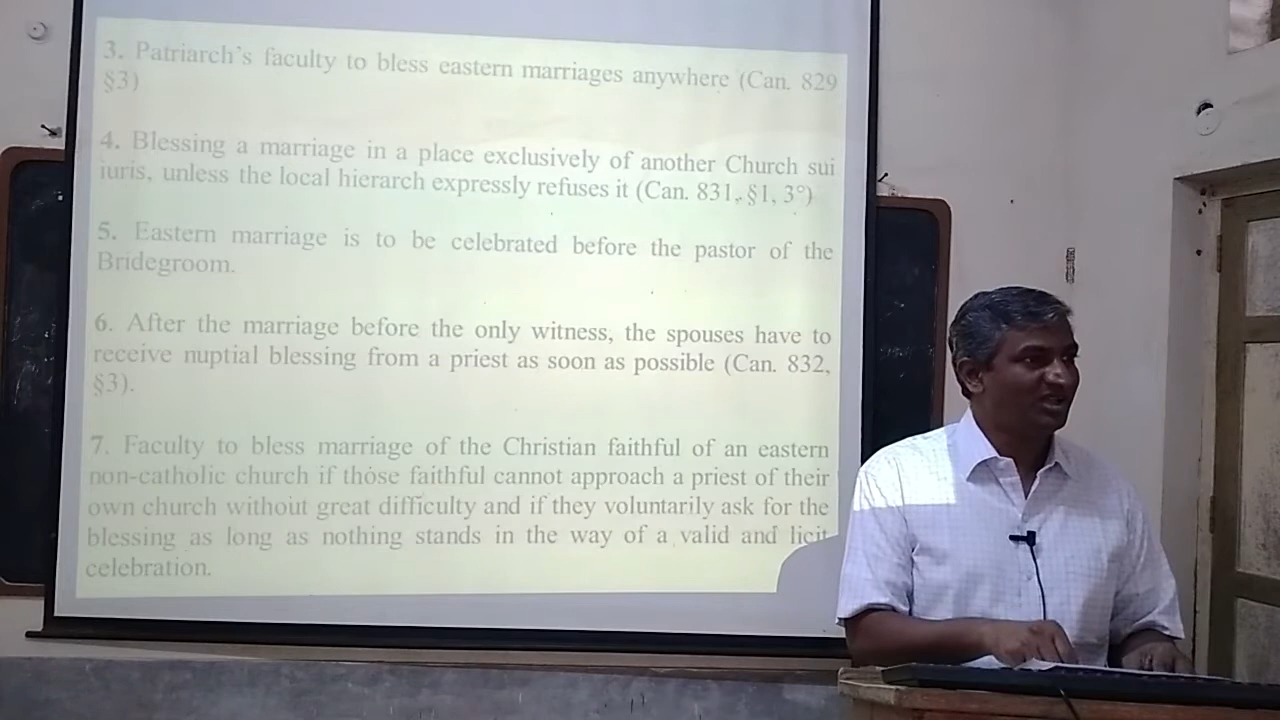 3. Patriarch’s faculty to bless eastern marriages anywhere (Can. 829
§3)
4. Blessing a marriage in a place exclusively of another Church sui
iuris, unless the local hierarch expressly refuses it (Can. 831, §1, 3°)
5. Eastern marriage is to be celebrated before the pastor of the
Bridegroom.
6. After the marriage before the only witness, the spouses have to
receive nuptial blessing from a priest as soon as possible (Can. 832,
§3).
7. Faculty to bless marriage of the Christian faithful of an eastern
non-catholic church if those faithful cannot approach a priest of their
own church without great difficulty and if they voluntarily ask for the
blessing as long as nothing stands in the way of a valid and licit
celebration.